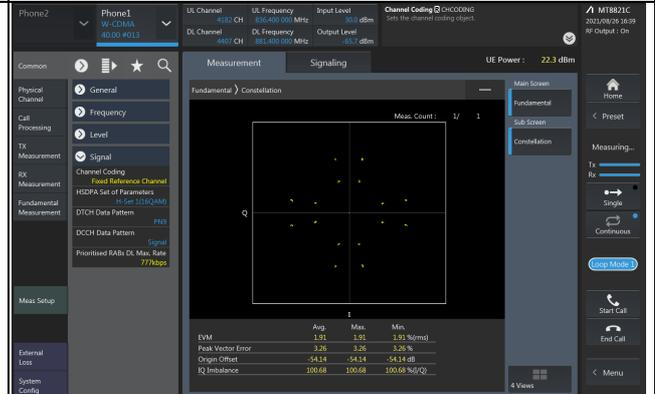 Phone2
Phone1
W-CDMA
40.00 #013
UL Channel
4182 CH
UL Frequency
836.400 000 MHz
Input Level
30.0 dBm
DL Channel
4407 CH
DL Frequency
881.400 000 MHz
Output Level
-65.7 dBm
Channel Coding CHCODING
Sets the channel coding object.
MT8821C
2021/08/26 16:39
RF Output : On
Common
Physical
Channel
Call
Processing
TX
Measurement
RX
Measurement
Fundamental
Measurement
Meas Setup
External
Loss
System
Config
General
Frequency
Level
Signal
Channel Coding
Fixed Reference Channel
HSDPA Set of Parameters
H-Set 1(16QAM)
DTCH Data Pattern
PN9
DCCH Data Pattern
Signal
Prioritised RABs DL Max. Rate
777kbps
Measurement
Signaling
UE Power : 22.3 dBm
Fundamental Constellation
Meas. Count : 1/ 1
Q
I
Avg. Max. Min.
EVM 1.91 1.91 1.91 %(rms)
Peak Vector Error 3.26 3.26 3.26 %
Origin Offset -54.14 -54.14 -54.14 dB
IQ Imbalance 100.68 100.68 100.68 %(I/Q)
Main Screen
Fundamental
Sub Screen
Constellation
4 Views
Home
Preset
Measuring...
Tx
Rx
Single
Continuous
Loop Mode 1
Start Call
End Call
Menu